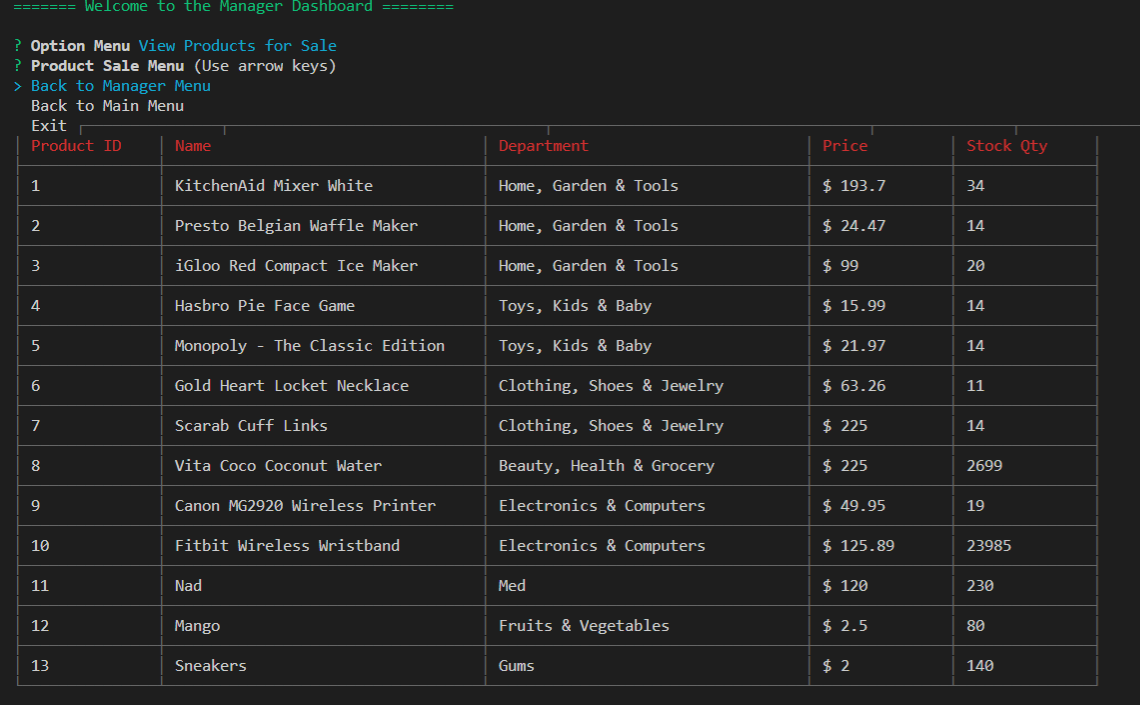 ======= Welcome to the Manager Dashboard ========
? Option Menu View Products for Sale
? Product Sale Menu (Use arrow keys)
> Back to Manager Menu
Back to Main Menu
Exit
Product ID Name Department Price Stock Qty
1 KitchenAid Mixer White Home, Garden & Tools $ 193.7 34
2 Presto Belgian Waffle Maker Home, Garden & Tools $ 24.47 14
3 iGloo Red Compact Ice Maker Home, Garden & Tools $ 99 20
4 Hasbro Pie Face Game Toys, Kids & Baby $ 15.99 14
5 Monopoly - The Classic Edition Toys, Kids & Baby $ 21.97 14
6 Gold Heart Locket Necklace Clothing, Shoes & Jewelry $ 63.26 11
7 Scarab Cuff Links Clothing, Shoes & Jewelry $ 225 14
8 Vita Coco Coconut Water Beauty, Health & Grocery $ 225 2699
9 Canon MG2920 Wireless Printer Electronics & Computers $ 49.95 19
10 Fitbit Wireless Wristband Electronics & Computers $ 125.89 23985
11 Nad Med $ 120 230
12 Mango Fruits & Vegetables $ 2.5 80
13 Sneakers Gums $ 2 140